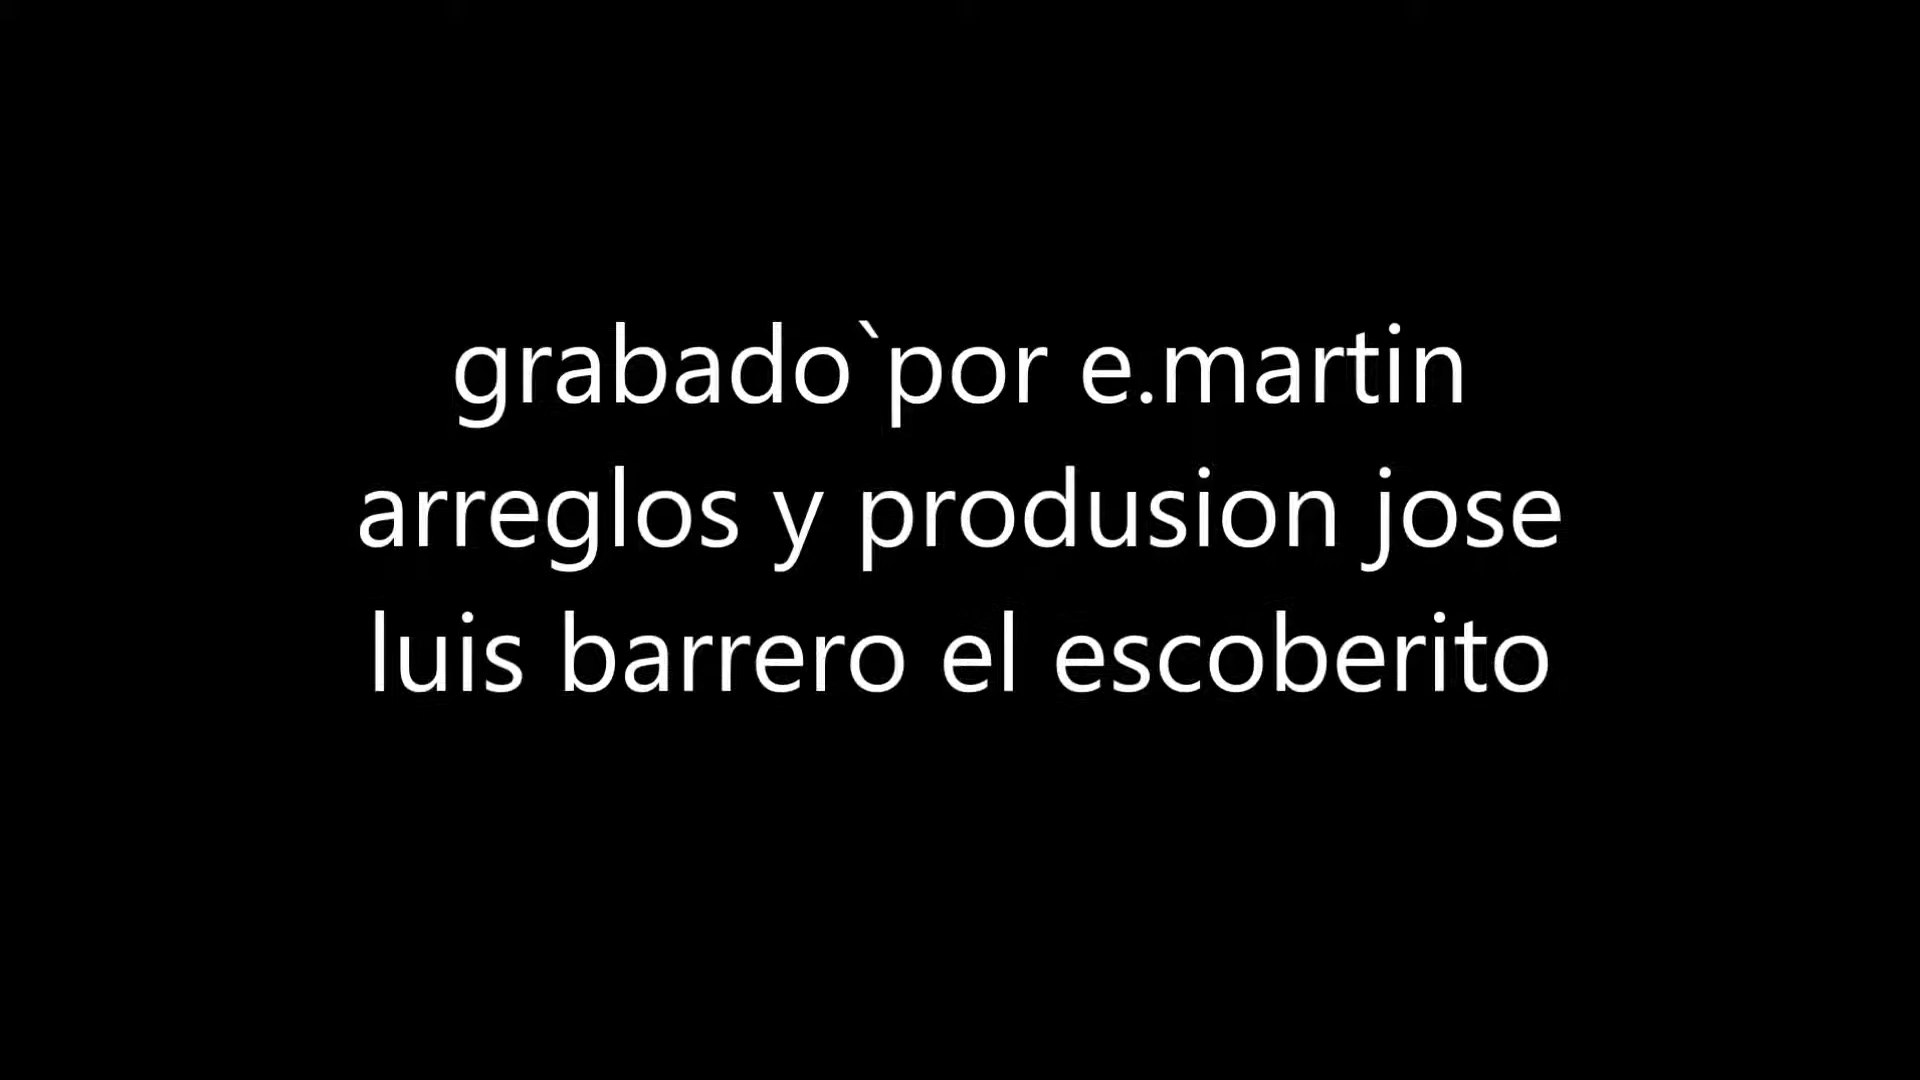 grabado`por e.martin
arreglos y produsion jose
luis barrero el escoberito